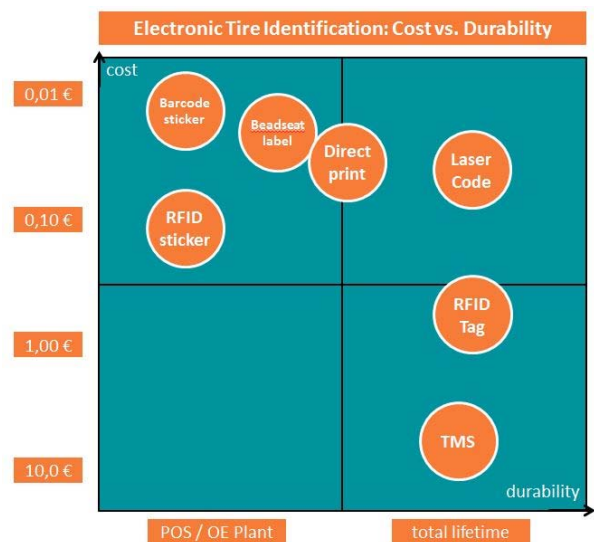 Electronic Tire Identification: Cost vs. Durability
cost
0,01 €
Barcode
sticker
Beadseat
label
Direct
print
Laser
Code
0,10 €
RFID
sticker
RFID
Tag
1,00 €
TMS
10,0 €
durability
POS / OE Plant
total lifetime